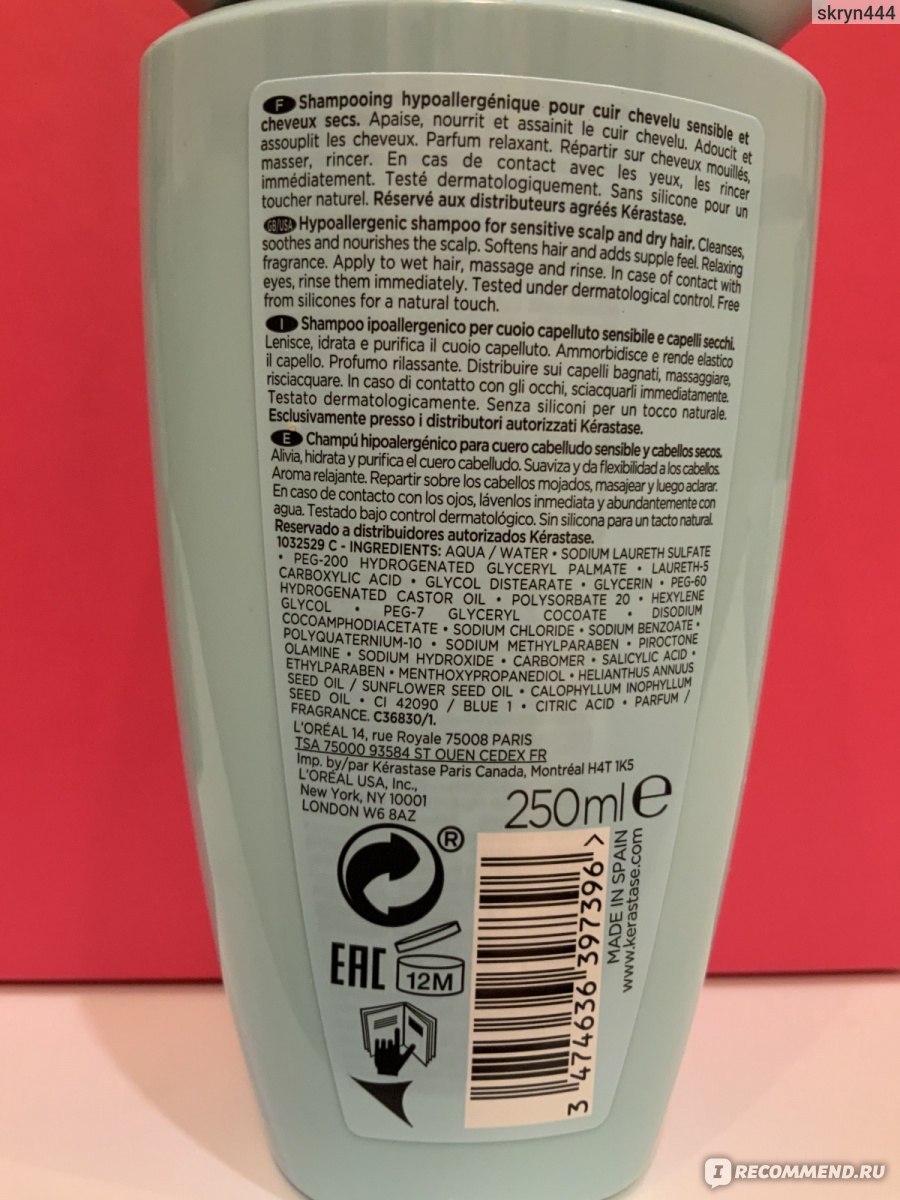 skryn444
F Shampooing hypoallergénique pour cuir chevelu sensible et
cheveux secs. Apaise, nourrit et assainit le cuir chevelu. Adoucit et
assouplit les cheveux. Parfum relaxant. Répartir sur cheveux mouillés,
masser, rincer. En cas de contact avec les yeux, les rincer
immédiatement. Testé dermatologiquement. Sans silicone pour un
toucher naturel. Réservé aux distributeurs agréés Kérastase.
GB/USA Hypoallergenic shampoo for sensitive scalp and dry hair. Cleanses,
soothes and nourishes the scalp. Softens hair and adds supple feel. Relaxing
fragrance. Apply to wet hair, massage and rinse. In case of contact with
eyes, rinse them immediately. Tested under dermatological control. Free
from silicones for a natural touch.
I Shampoo ipoallergenico per cuoio capelluto sensibile e capelli secchi.
Lenisce, idrata e purifica il cuoio capelluto. Ammorbidisce e rende elastico
il capello. Profumo rilassante. Distribuire sui capelli bagnati, massaggiare,
risciacquare. In caso di contatto con gli occhi, sciacquarli immediatamente.
Testato dermatologicamente. Senza siliconi per un tocco naturale.
Esclusivamente presso i distributori autorizzati Kérastase.
E Champú hipoalergénico para cuero cabelludo sensible y cabellos secos.
Alivia, hidrata y purifica el cuero cabelludo. Suaviza y da flexibilidad a los cabellos.
Aroma relajante. Repartir sobre los cabellos mojados, masajear y luego aclarar.
En caso de contacto con los ojos, lávenlos inmediata y abundantemente con
agua. Testado bajo control dermatológico. Sin silicona para un tacto natural.
Reservado a distribuidores autorizados Kérastase.
1032529 C - INGREDIENTS: AQUA / WATER • SODIUM LAURETH SULFATE
• PEG-200 HYDROGENATED GLYCERYL PALMATE • LAURETH-5
CARBOXYLIC ACID • GLYCOL DISTEARATE • GLYCERIN • PEG-60
HYDROGENATED CASTOR OIL • POLYSORBATE 20 • HEXYLENE
GLYCOL • PEG-7 GLYCERYL COCOATE • DISODIUM
COCOAMPHODIACETATE • SODIUM CHLORIDE • SODIUM BENZOATE •
POLYQUATERNIUM-10 • SODIUM METHYLPARABEN • PIROCTONE
OLAMINE • SODIUM HYDROXIDE • CARBOMER • SALICYLIC ACID •
ETHYLPARABEN • MENTHOXYPROPANEDIOL • HELIANTHUS ANNUUS
SEED OIL / SUNFLOWER SEED OIL • CALOPHYLLUM INOPHYLLUM
SEED OIL • CI 42090 / BLUE 1 • CITRIC ACID • PARFUM /
FRAGRANCE. C36830/1.
L'ORÉAL 14, rue Royale 75008 PARIS
TSA 75000 93584 ST OUEN CEDEX FR
Imp. by/par Kérastase Paris Canada, Montréal H4T 1K5
L'ORÉAL USA, Inc.,
New York, NY 10001
LONDON W6 8AZ
250ml e
®
EAC
12M
3 474636 397396 >
MADE IN SPAIN
www.kerastase.com
I RECOMMEND.RU